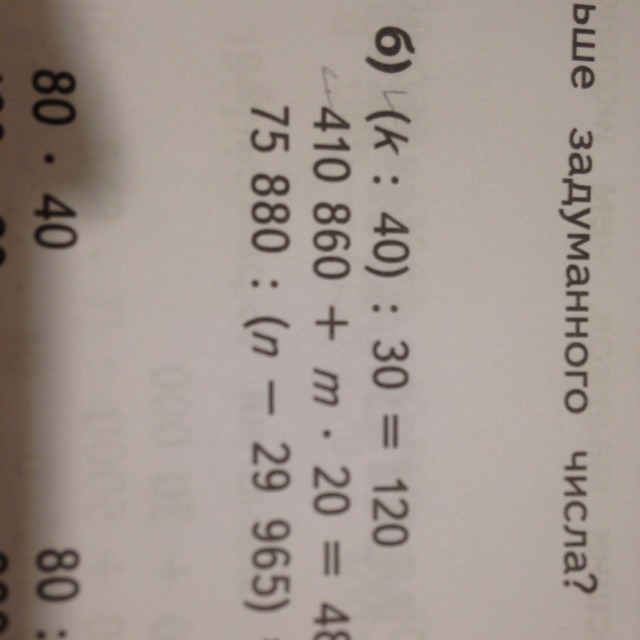 ьше задуманного числа?
б) (k : 40) : 30 = 120
410 860 + m · 20 = 48
75 880 : (n − 29 965)
80 · 40 80 :